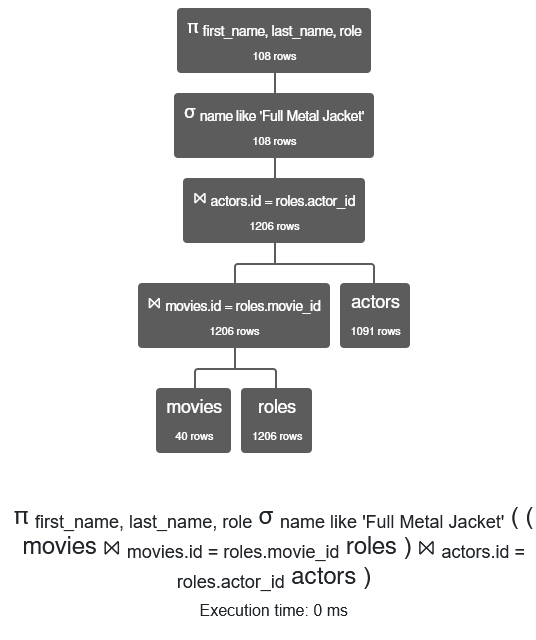 π first_name, last_name, role
108 rows
σ name like 'Full Metal Jacket'
108 rows
⋈ actors.id = roles.actor_id
1206 rows
⋈ movies.id = roles.movie_id
1206 rows
actors
1091 rows
movies
40 rows
roles
1206 rows
π first_name, last_name, role σ name like 'Full Metal Jacket' ( (
movies ⋈ movies.id = roles.movie_id roles ) ⋈ actors.id =
roles.actor_id actors )
Execution time: 0 ms